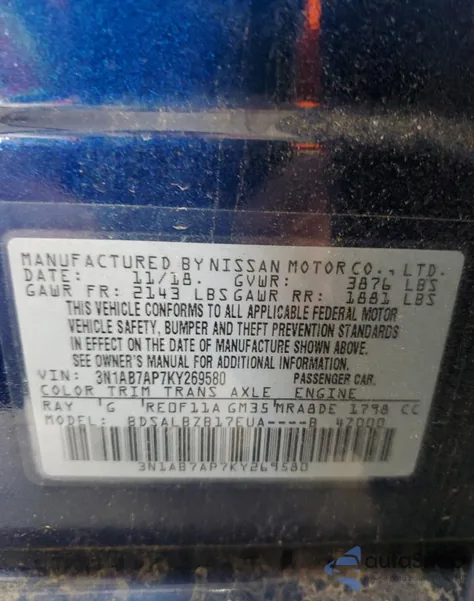 MANUFACTURED BY NISSAN MOTOR CO., LTD.
DATE: 11/18. GVWR: 3876 LBS
GAWR FR: 2143 LBS GAWR RR: 1881 LBS
THIS VEHICLE CONFORMS TO ALL APPLICABLE FEDERAL MOTOR
VEHICLE SAFETY, BUMPER AND THEFT PREVENTION STANDARDS
IN EFFECT ON THE DATE OF MANUFACTURE SHOWN ABOVE.
SEE OWNER'S MANUAL FOR ADDITIONAL INFORMATION.
VIN: 3N1AB7AP7KY269580 PASSENGER CAR.
COLOR TRIM TRANS AXLE ENGINE
RAY 'G 'RE0F11A GM35'MRA8DE 1798 CC
MODEL: BDSALBZB17EUA----B 47000
3N1AB7AP7KY269580